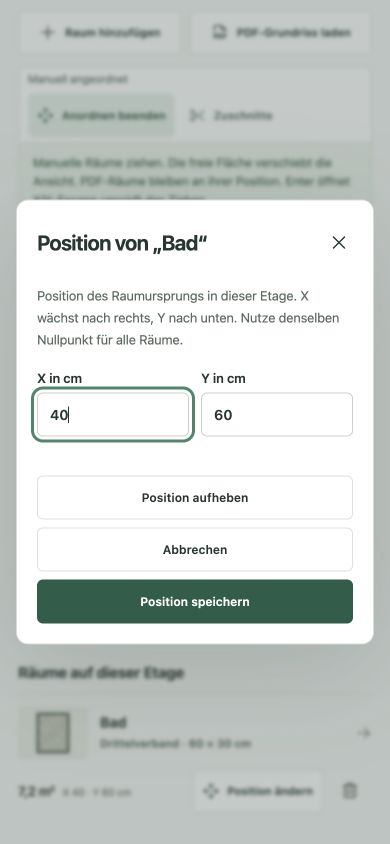 Raum hinzufügen
PDF-Grundriss laden
Manuell angeordnet
Anordnen beenden
Zuschnitte
Manuelle Räume ziehen. Die freie Fläche verschiebt die
Ansicht. PDF-Räume bleiben an ihrer Position. Enter öffnet
Position von „Bad“
Position des Raumursprungs in dieser Etage. X
wächst nach rechts, Y nach unten. Nutze denselben
Nullpunkt für alle Räume.
X in cm
Y in cm
40
60
Position aufheben
Abbrechen
Position speichern
Räume auf dieser Etage
Bad
Drittelverband · 60 × 30 cm
7,2 m² X 40 · Y 60 cm
Position ändern